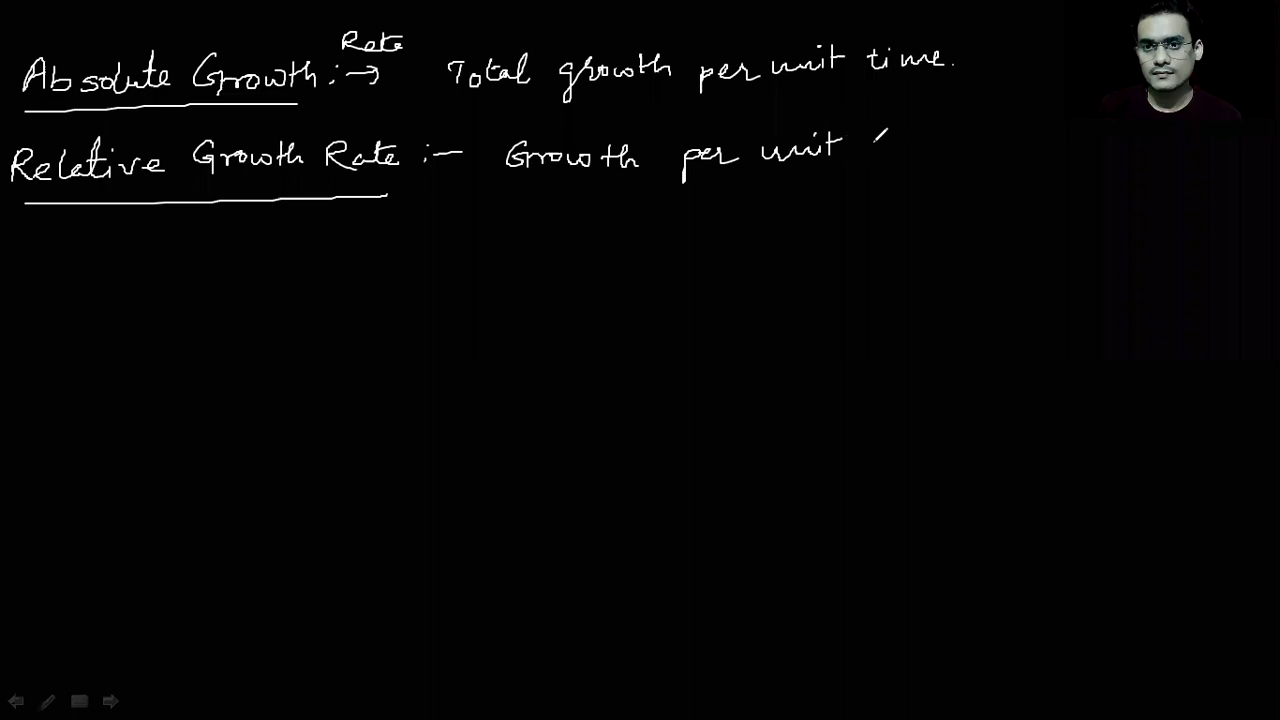 Absolute Growth Rate :→ Total growth per unit time.
Relative Growth Rate :— Growth per unit